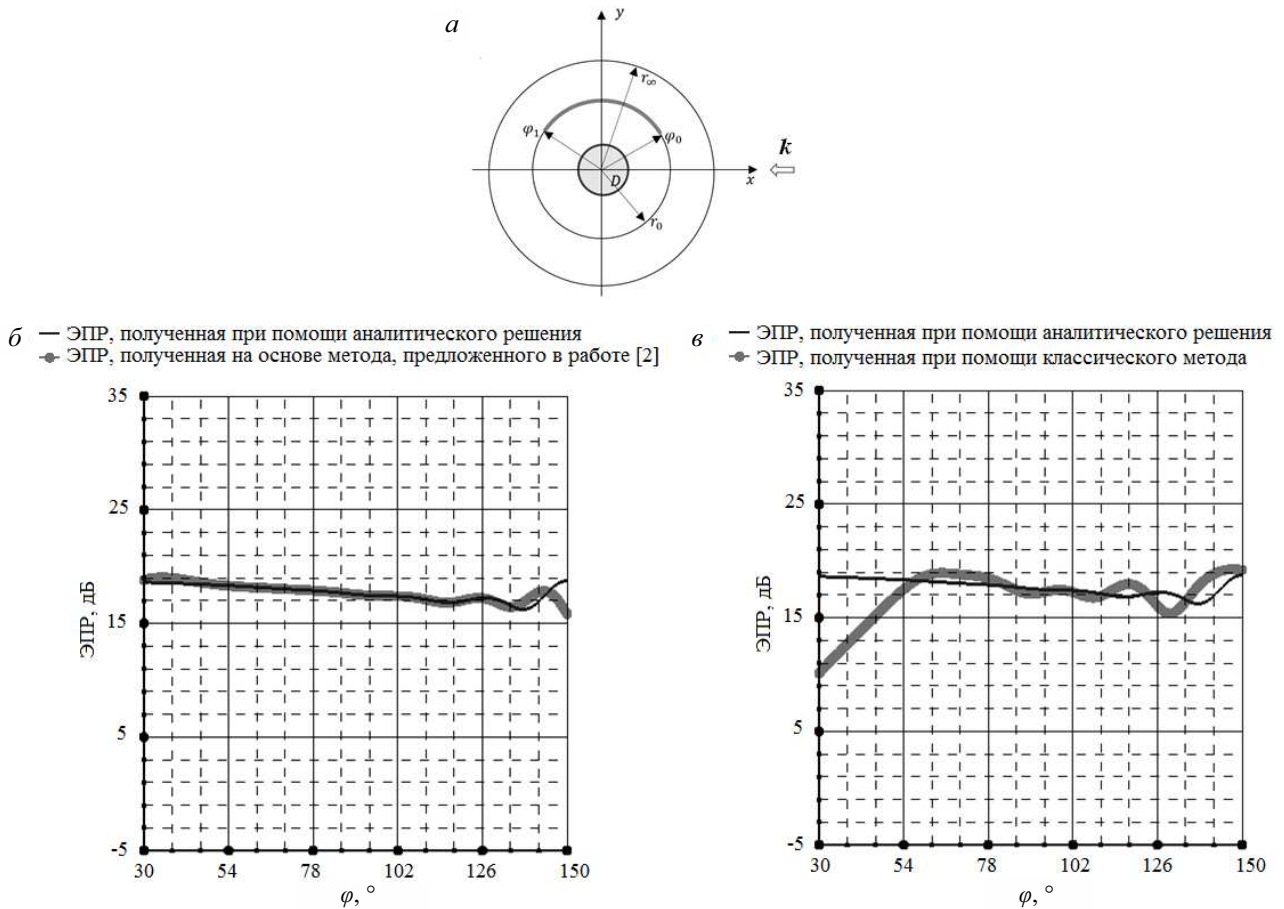 а
y
r∞
φ₁
φ₀
k
D
x
r₀
б
ЭПР, полученная при помощи аналитического решения
ЭПР, полученная на основе метода, предложенного в работе [2]
35
25
15
5
-5
ЭПР, дБ
30 54 78 102 126 150
φ, °
в
ЭПР, полученная при помощи аналитического решения
ЭПР, полученная при помощи классического метода
35
25
15
5
-5
ЭПР, дБ
30 54 78 102 126 150
φ, °